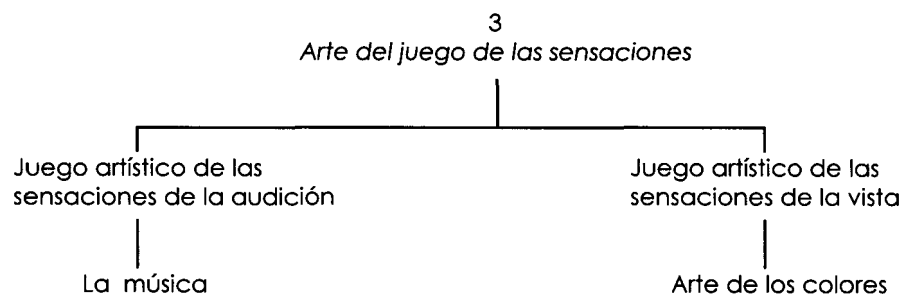 3
Arte del juego de las sensaciones
Juego artístico de las
sensaciones de la audición
Juego artístico de las
sensaciones de la vista
La música
Arte de los colores